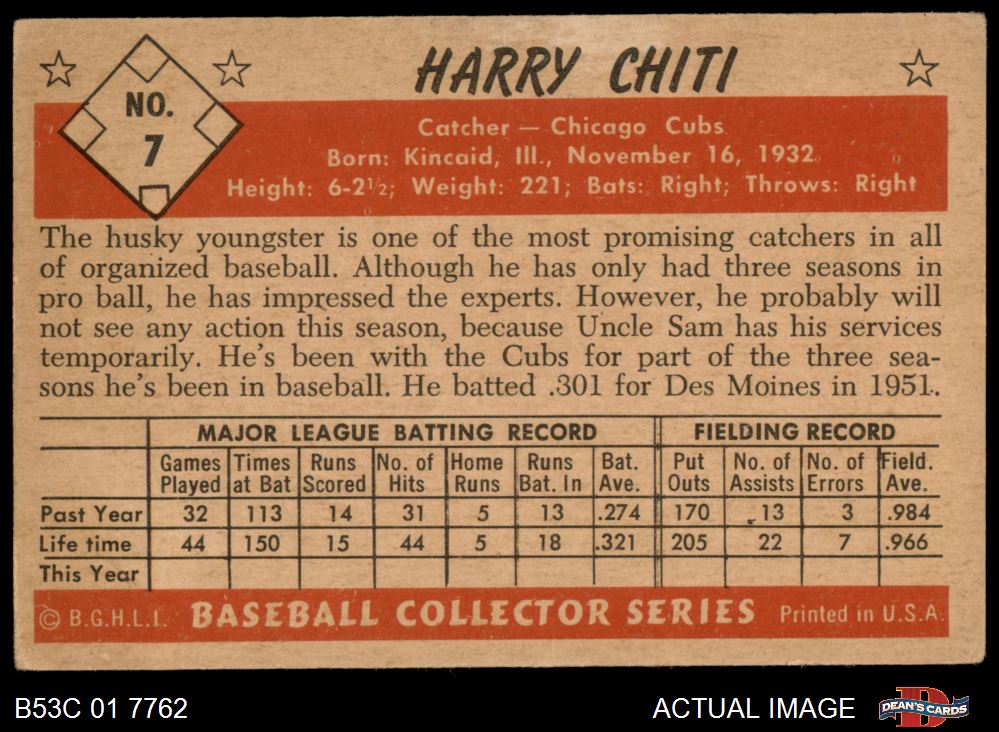 HARRY CHITI
NO.
7
Catcher — Chicago Cubs
Born: Kincaid, Ill., November 16, 1932
Height: 6-2½; Weight: 221; Bats: Right; Throws: Right
The husky youngster is one of the most promising catchers in all
of organized baseball. Although he has only had three seasons in
pro ball, he has impressed the experts. However, he probably will
not see any action this season, because Uncle Sam has his services
temporarily. He's been with the Cubs for part of the three sea-
sons he's been in baseball. He batted .301 for Des Moines in 1951.
MAJOR LEAGUE BATTING RECORD FIELDING RECORD
Games Times Runs No. of Home Runs Bat. Put No. of No. of Field.
Played at Bat Scored Hits Runs Bat. In Ave. Outs Assists Errors Ave.
Past Year 32 113 14 31 5 13 .274 170 13 3 .984
Life time 44 150 15 44 5 18 .321 205 22 7 .966
This Year
© B.G.H.L.I. BASEBALL COLLECTOR SERIES Printed in U.S.A.
B53C 01 7762 ACTUAL IMAGE D DEAN'S CARDS